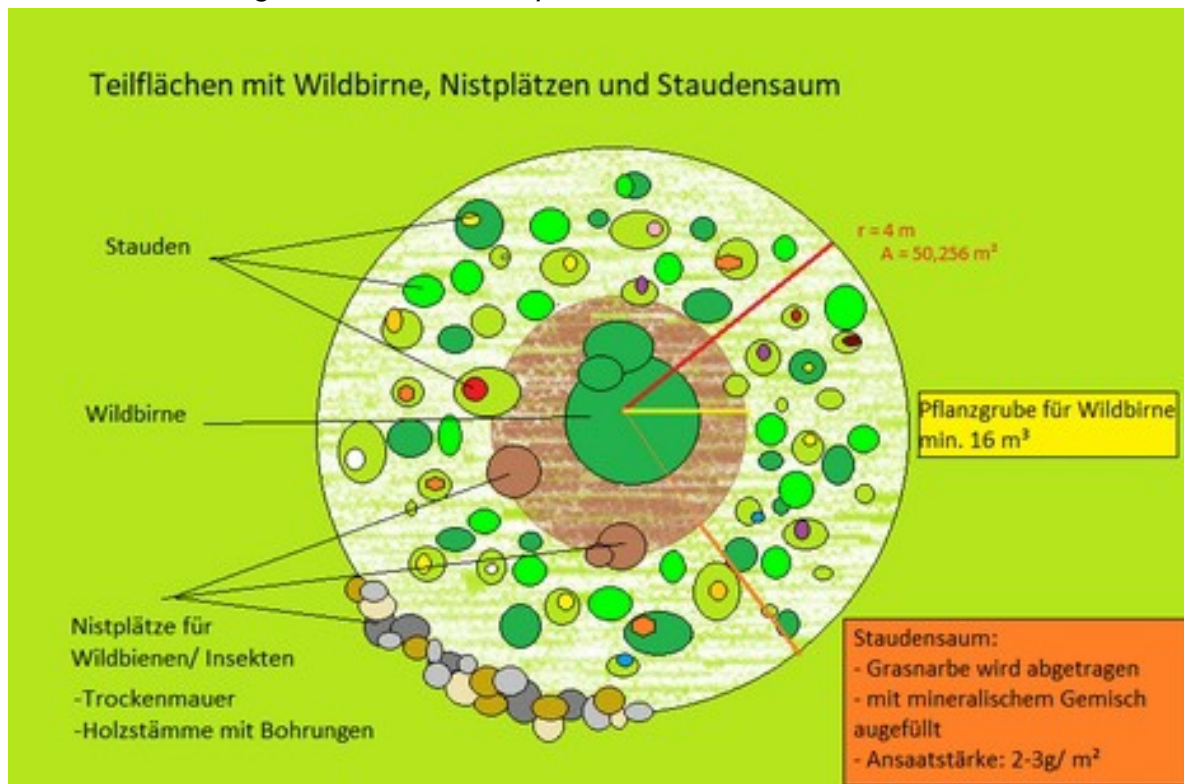 Teilflächen mit Wildbirne, Nistplätzen und Staudensaum
Stauden
r = 4 m
A = 50,256 m²
Wildbirne
Pflanzgrube für Wildbirne
min. 16 m³
Nistplätze für
Wildbienen/ Insekten
-Trockenmauer
-Holzstämme mit Bohrungen
Staudensaum:
- Grasnarbe wird abgetragen
- mit mineralischem Gemisch
augefüllt
- Ansaatstärke: 2-3g/ m²